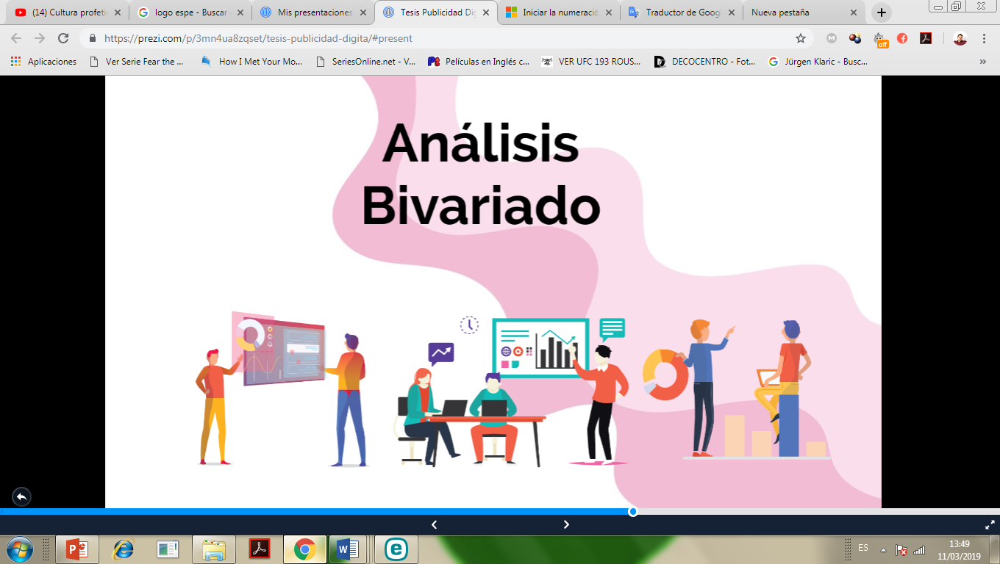 (14) Cultura profeti
logo espe - Buscar
Mis presentaciones
Tesis Publicidad Dig
Iniciar la numeració
Traductor de Googl
Nueva pestaña
https://prezi.com/p/3mn4ua8zqset/tesis-publicidad-digita/#present
off
Aplicaciones
Ver Serie Fear the ...
How I Met Your Mo...
SeriesOnline.net - V...
Películas en Inglés c...
VER UFC 193 ROUS...
DECOCENTRO - Fot...
Jürgen Klaric - Busc...
»
Análisis
Bivariado
ES
13:49
11/03/2019